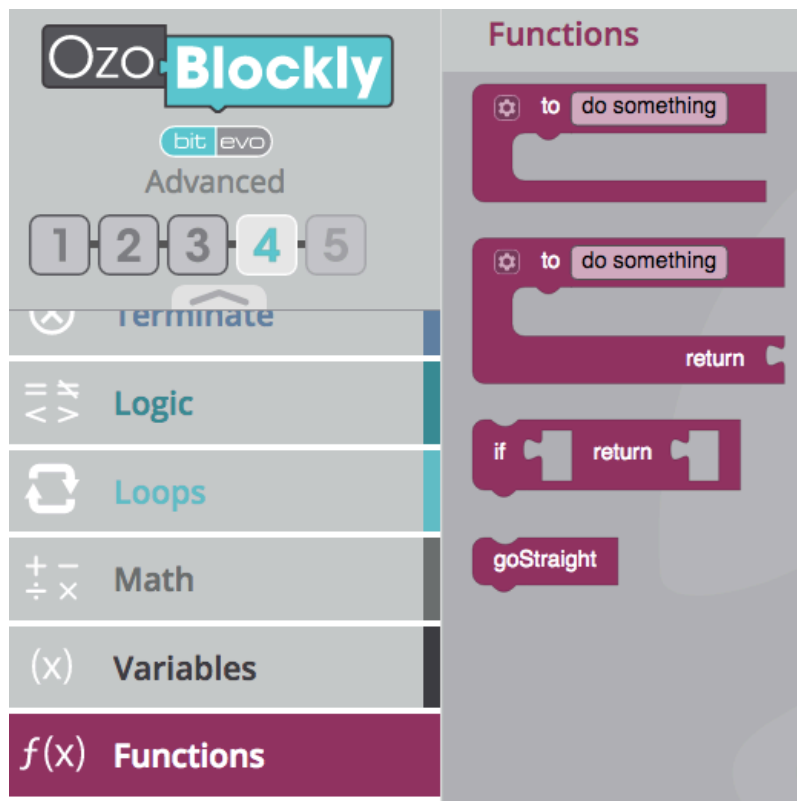 Ozo Blockly
bit evo
Advanced
1 2 3 4 5
Terminate
Logic
Loops
Math
(x) Variables
f(x) Functions
Functions
to do something
to do something
return
if return
goStraight